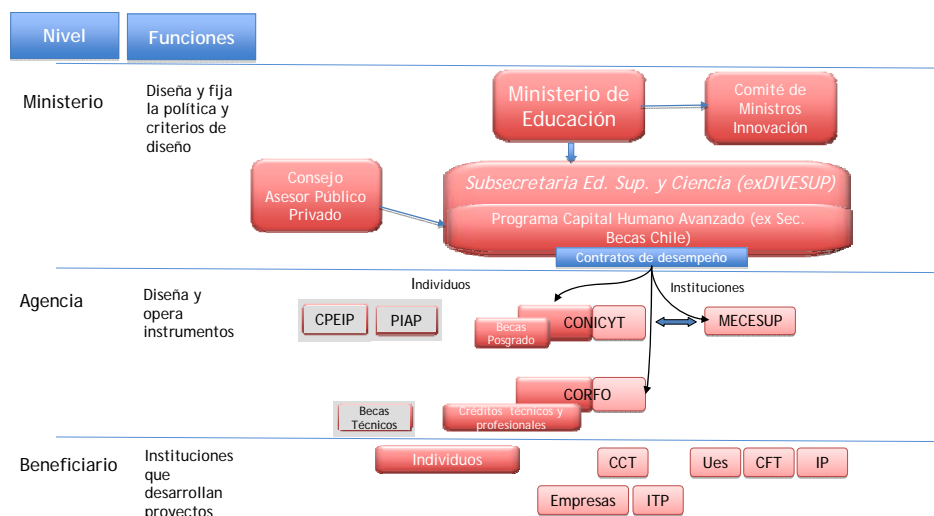 Nivel
Funciones
Ministerio
Diseña y fija
la política y
criterios de
diseño
Ministerio de
Educación
Comité de
Ministros
Innovación
Consejo
Asesor Público
Privado
Subsecretaria Ed. Sup. y Ciencia (exDIVESUP)
Programa Capital Humano Avanzado (ex Sec.
Becas Chile)
Contratos de desempeño
Agencia
Diseña y
opera
instrumentos
Individuos
Instituciones
CPEIP
PIAP
Becas
Posgrado
CONICYT
MECESUP
CORFO
Becas
Técnicos
Créditos técnicos y
profesionales
Beneficiario
Instituciones
que
desarrollan
proyectos
Individuos
CCT
Ues
CFT
IP
Empresas
ITP